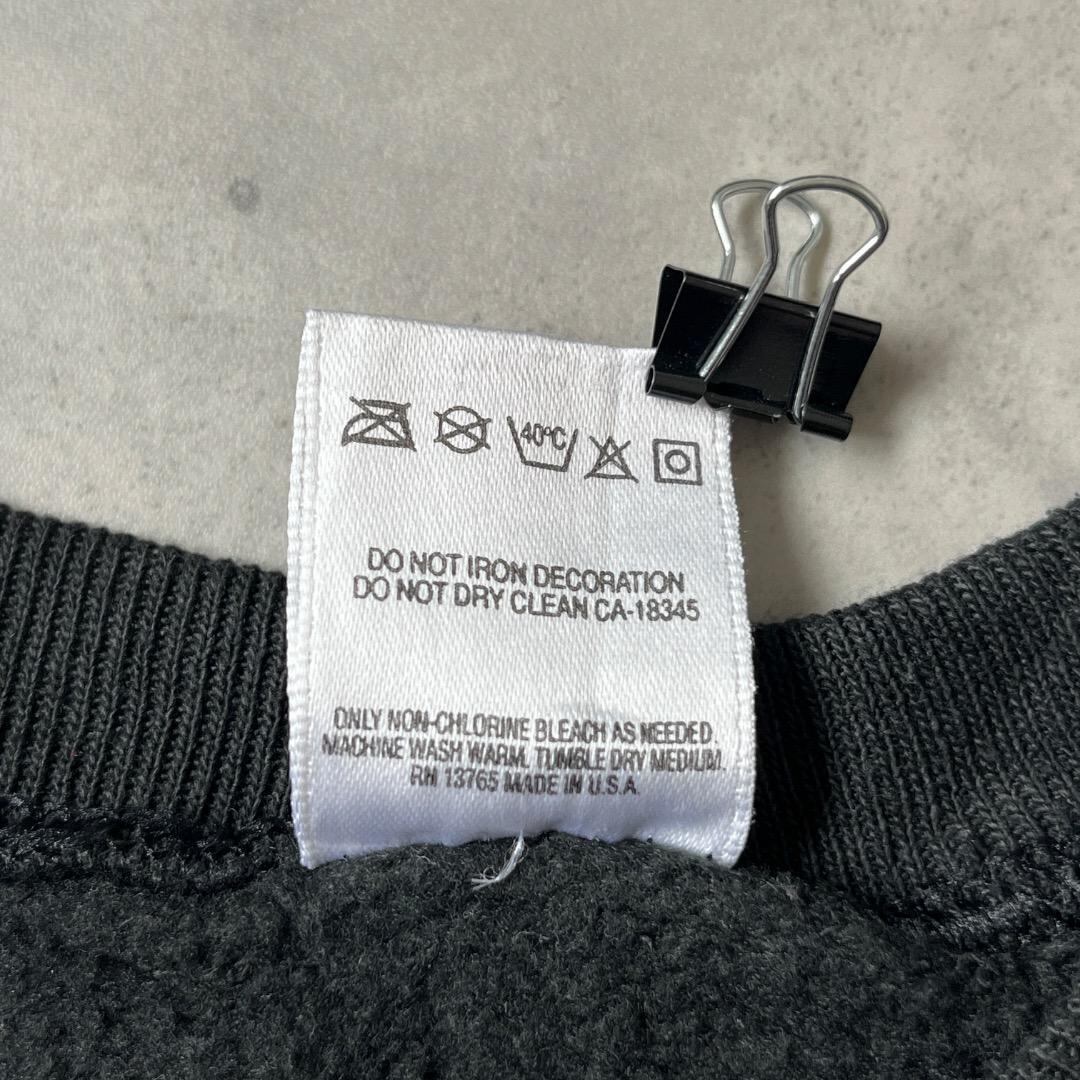 40°C
DO NOT IRON DECORATION
DO NOT DRY CLEAN CA-18345
ONLY NON-CHLORINE BLEACH AS NEEDED.
MACHINE WASH WARM. TUMBLE DRY MEDIUM.
RN 13765 MADE IN U.S.A.